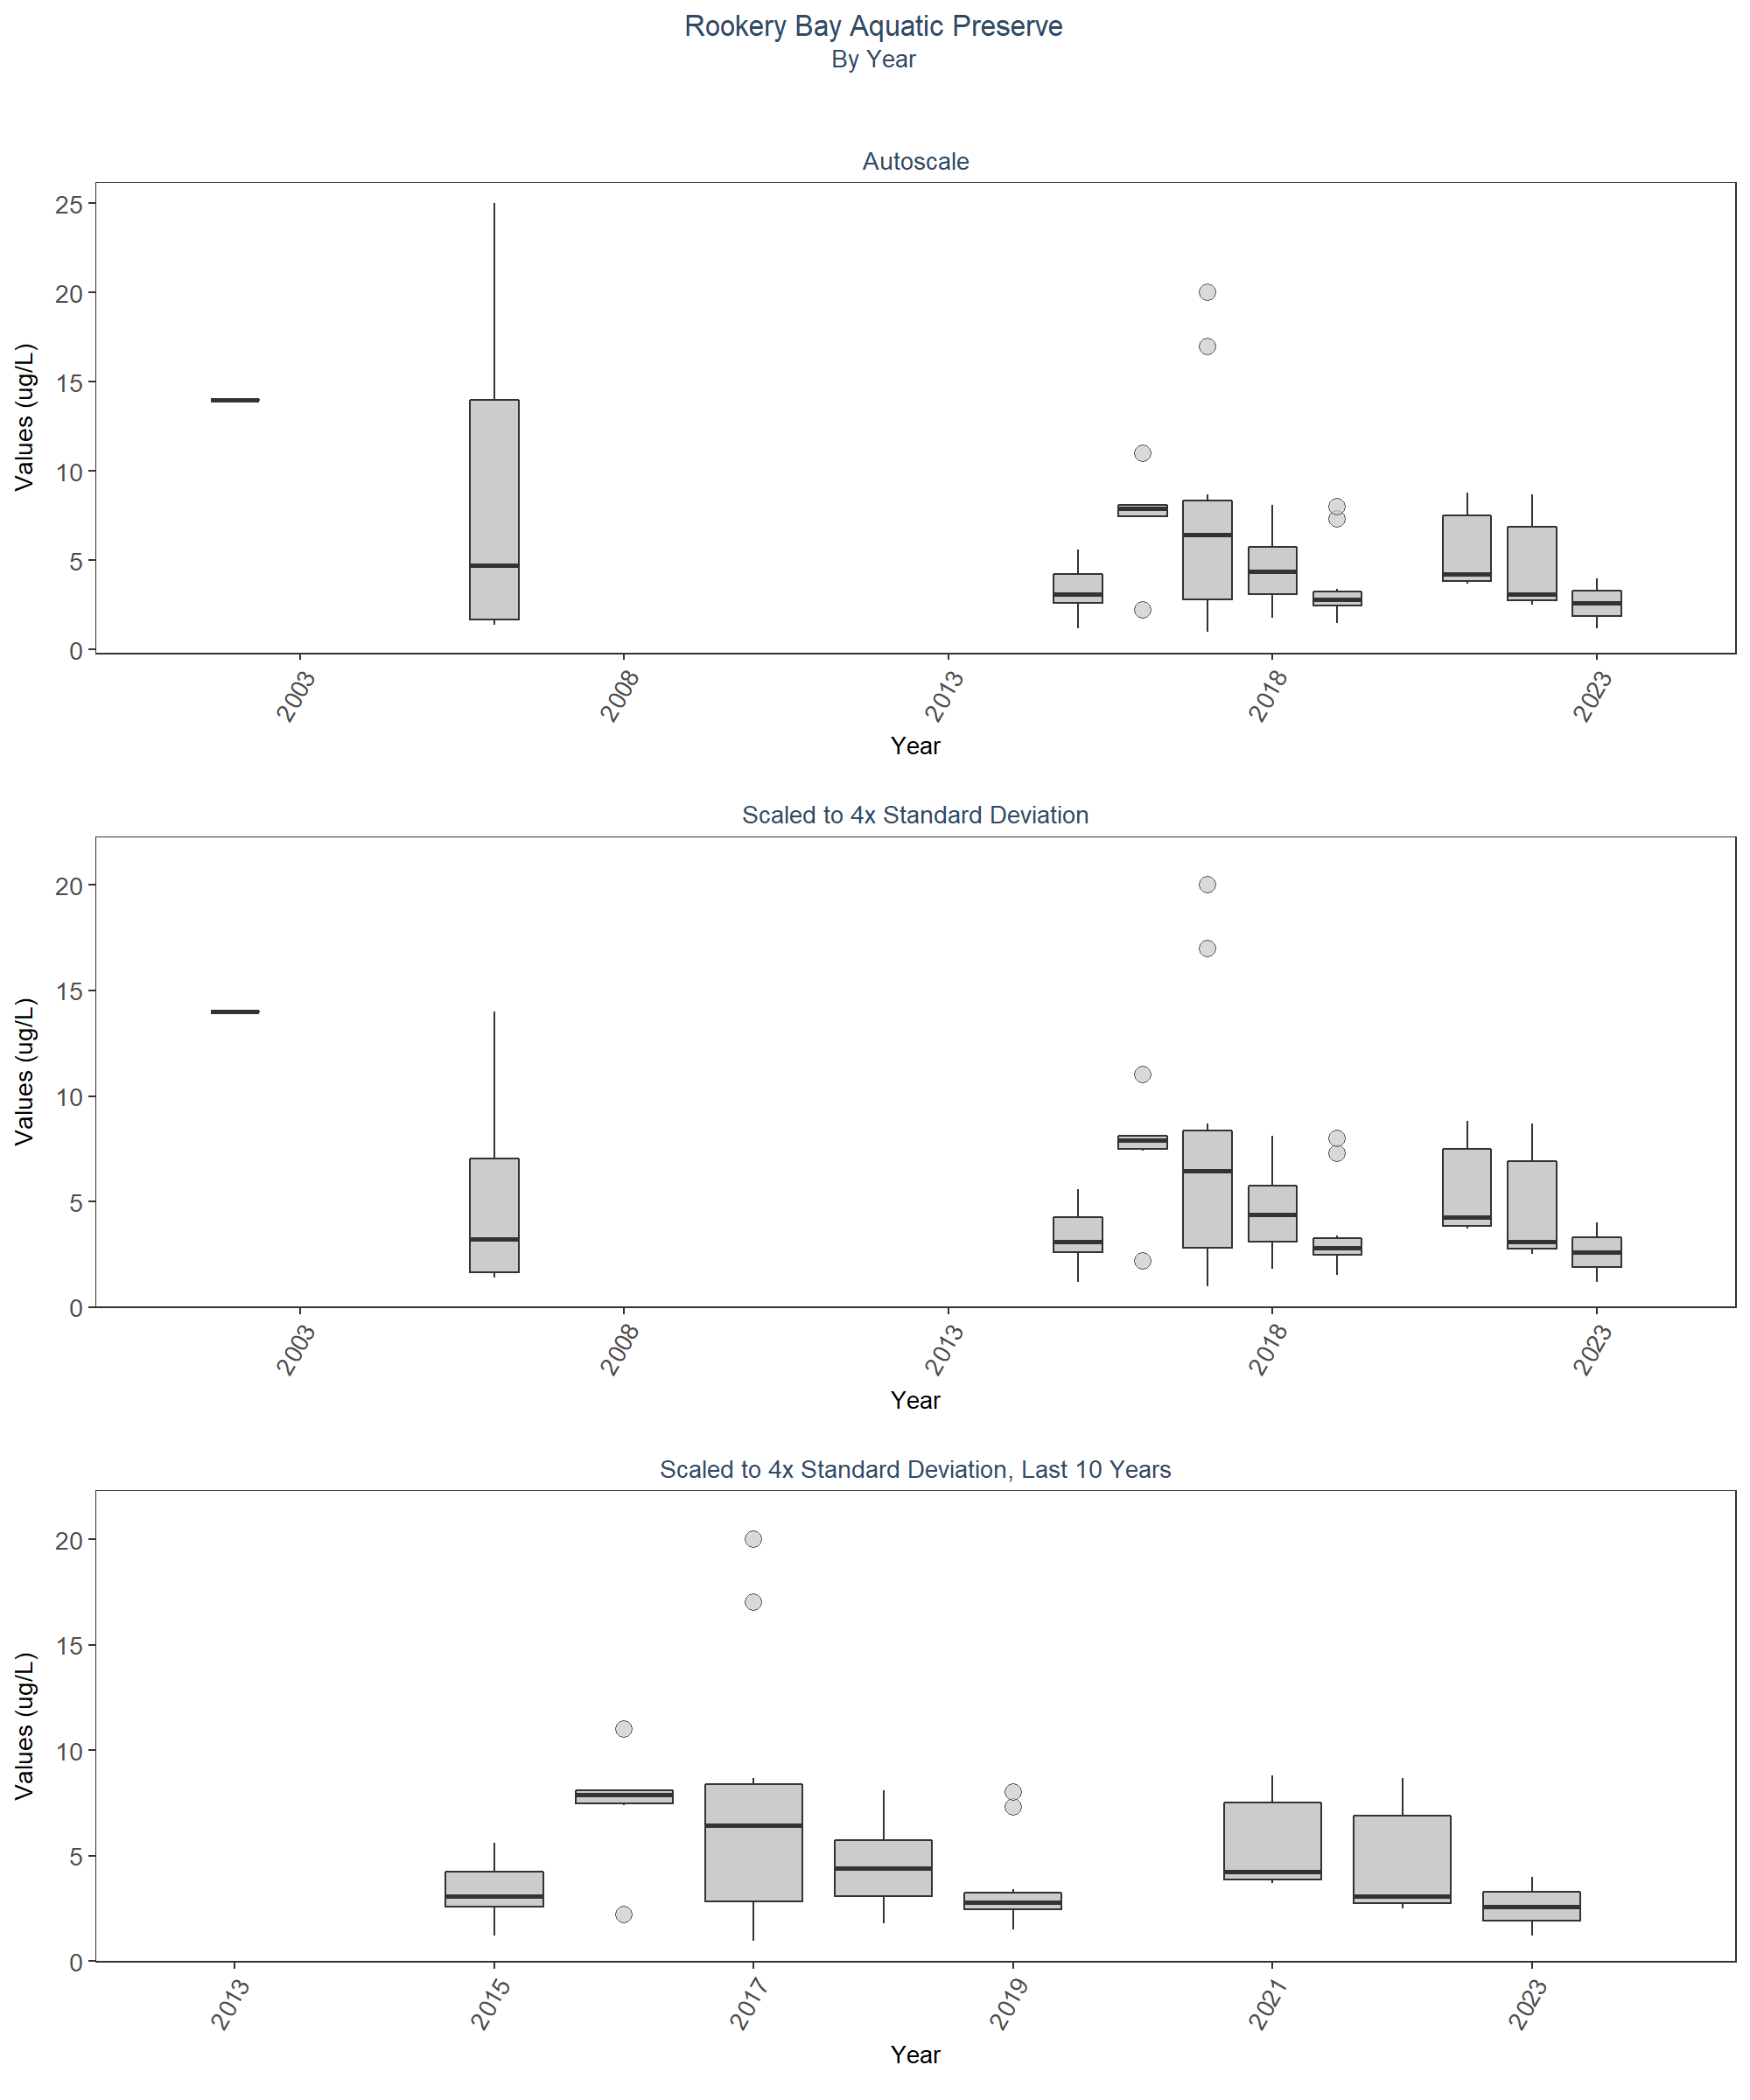 Rookery Bay Aquatic Preserve
By Year
Autoscale
Values (ug/L)
25
20
15
10
5
0
2003
2008
2013
2018
2023
Year
Scaled to 4x Standard Deviation
Values (ug/L)
20
15
10
5
0
2003
2008
2013
2018
2023
Year
Scaled to 4x Standard Deviation, Last 10 Years
Values (ug/L)
20
15
10
5
0
2013
2015
2017
2019
2021
2023
Year